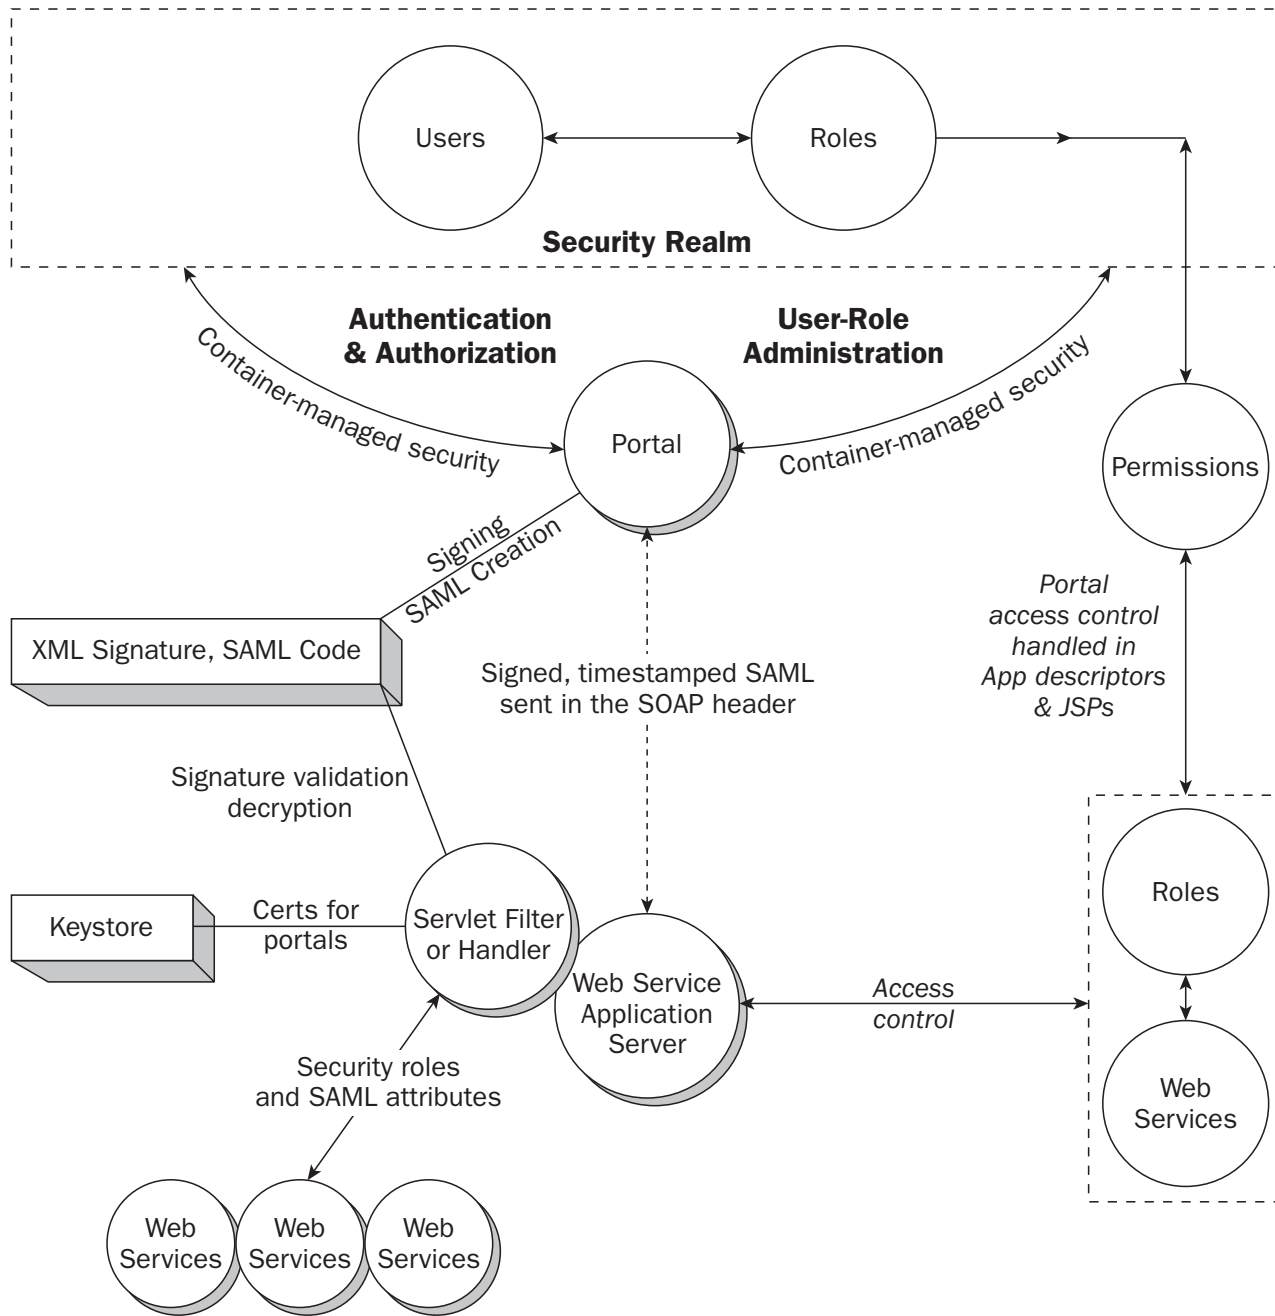 Users
Roles
Security Realm
Authentication
& Authorization
User-Role
Administration
Container-managed security
Container-managed security
Portal
Permissions
Signing
SAML Creation
Portal
access control
handled in
App descriptors
& JSPs
XML Signature, SAML Code
Signed, timestamped SAML
sent in the SOAP header
Signature validation
decryption
Keystore
Certs for
portals
Servlet Filter
or Handler
Web Service
Application
Server
Access
control
Roles
Web
Services
Security roles
and SAML attributes
Web
Services
Web
Services
Web
Services